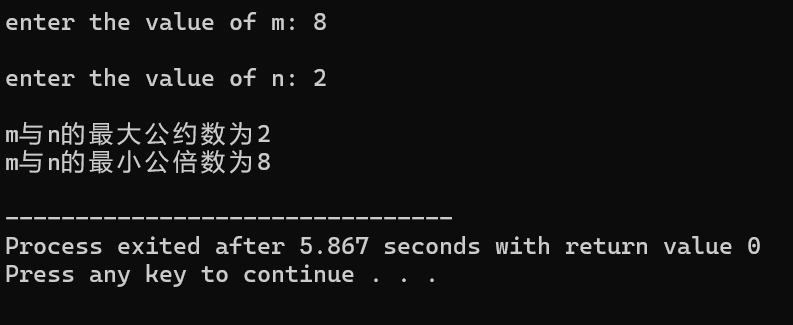 enter the value of m: 8
enter the value of n: 2
m与n的最大公约数为2
m与n的最小公倍数为8
--------------------------------
Process exited after 5.867 seconds with return value 0
Press any key to continue . . .